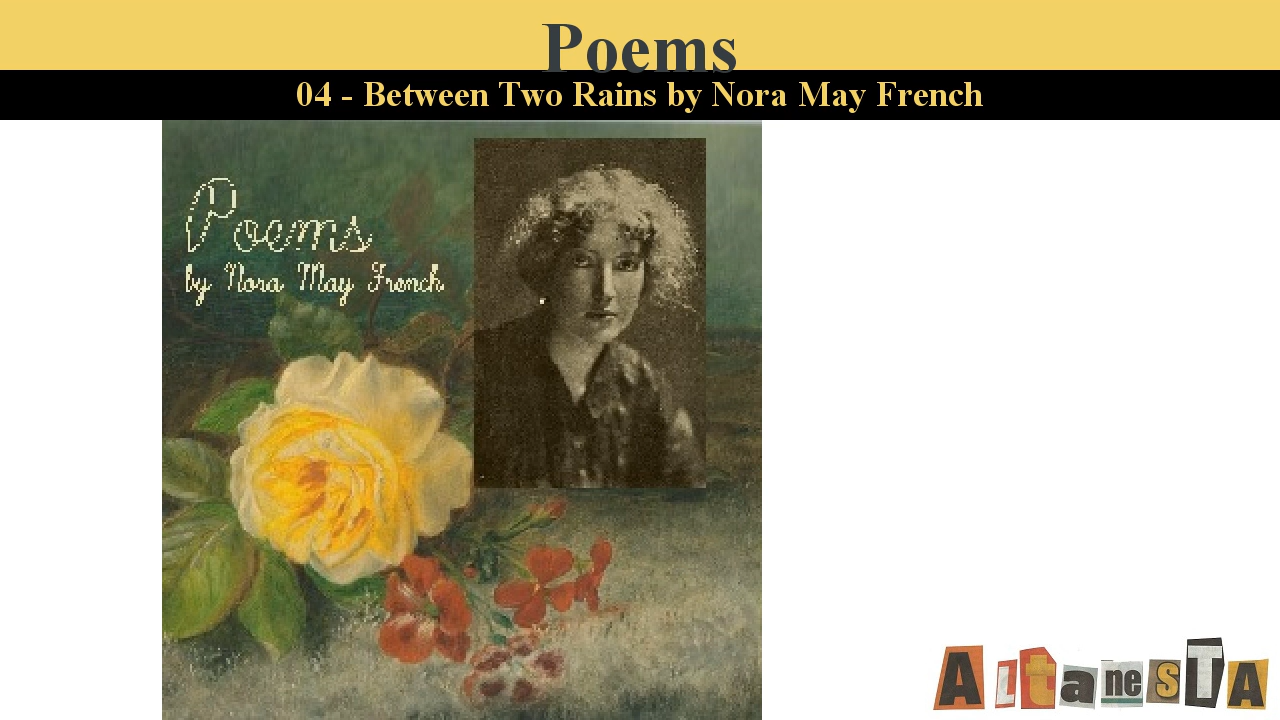 Poems
04 - Between Two Rains by Nora May French
Poems
by Nora May French
AltanesTA